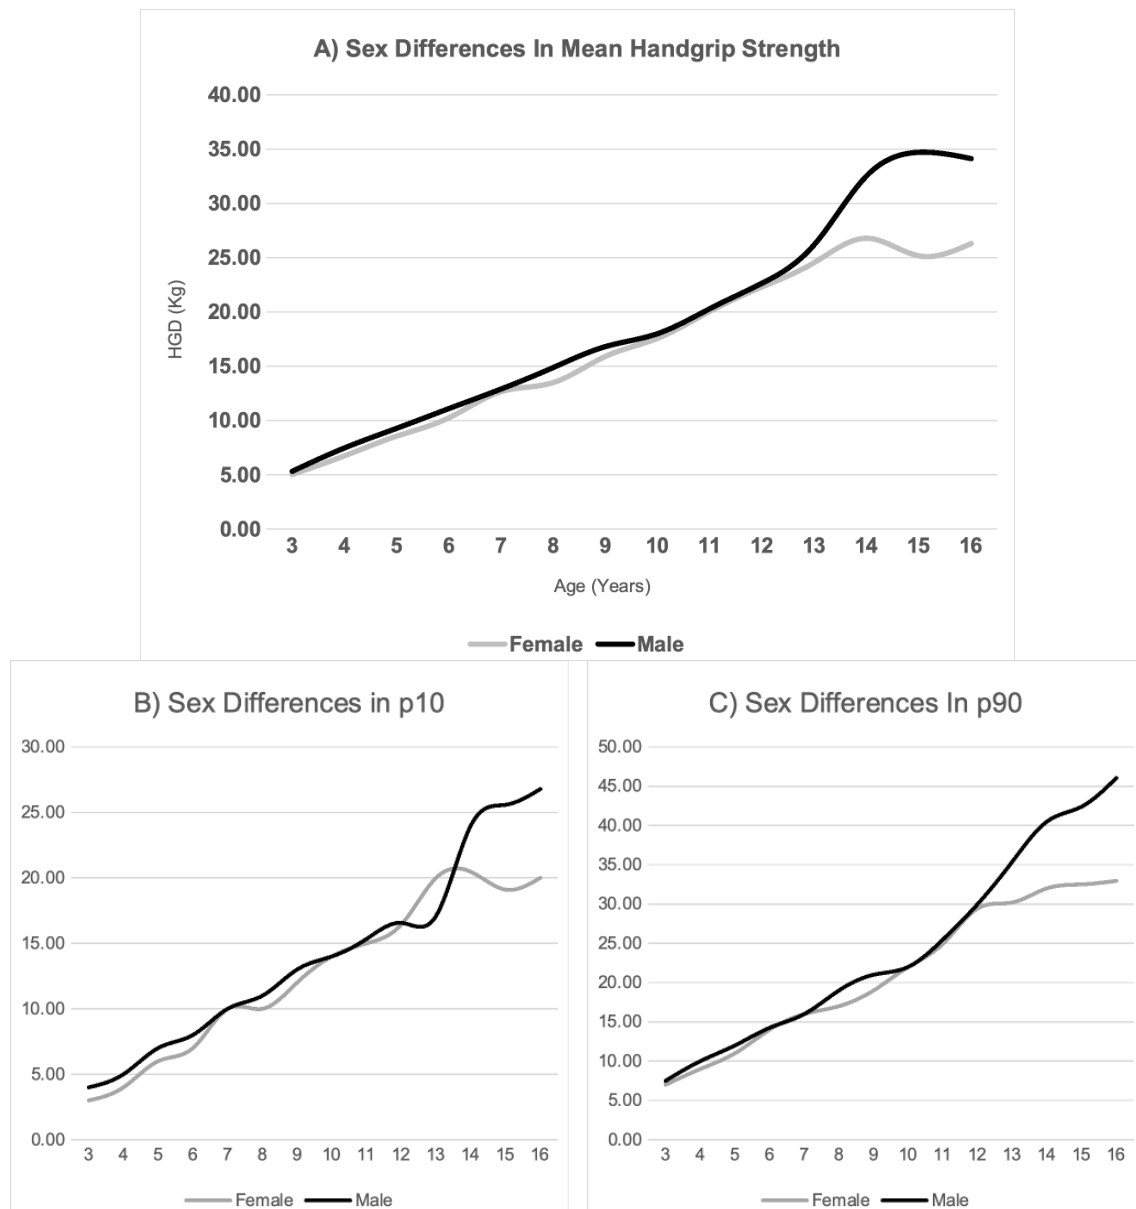 A) Sex Differences In Mean Handgrip Strength
40.00
35.00
30.00
25.00
20.00
15.00
10.00
5.00
0.00
HGD (Kg)
3 4 5 6 7 8 9 10 11 12 13 14 15 16
Age (Years)
Female Male
B) Sex Differences in p10
30.00
25.00
20.00
15.00
10.00
5.00
0.00
3 4 5 6 7 8 9 10 11 12 13 14 15 16
Female Male
C) Sex Differences In p90
50.00
45.00
40.00
35.00
30.00
25.00
20.00
15.00
10.00
5.00
0.00
3 4 5 6 7 8 9 10 11 12 13 14 15 16
Female Male